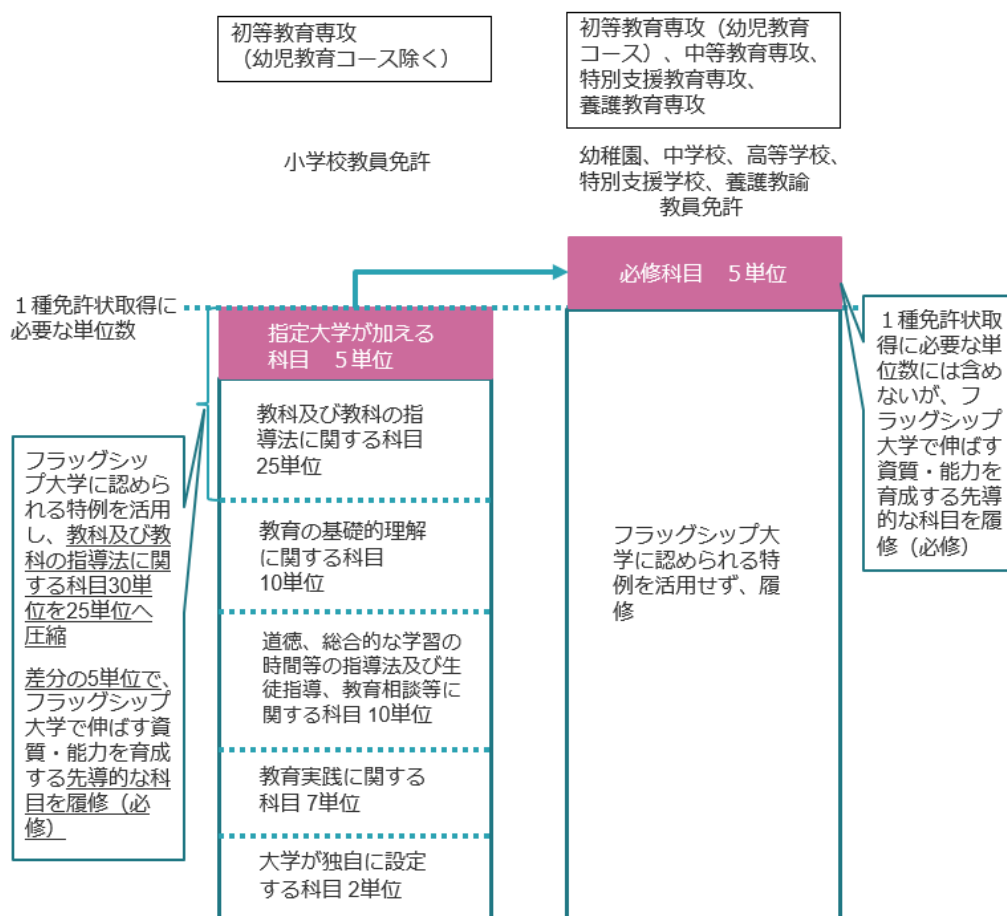 初等教育専攻
（幼児教育コース除く）
初等教育専攻（幼児教育
コース）、中等教育専攻、
特別支援教育専攻、
養護教育専攻
小学校教員免許
幼稚園、中学校、高等学校、
特別支援学校、養護教諭
教員免許
必修科目　５単位
１種免許状取得に
必要な単位数
指定大学が加える
科目　５単位
教科及び教科の指
導法に関する科目
25単位
教育の基礎的理解
に関する科目
10単位
道徳、総合的な学習の
時間等の指導法及び生
徒指導、教育相談等に
関する科目 10単位
教育実践に関する
科目 7単位
大学が独自に設定
する科目 2単位
フラッグシッ
プ大学に認めら
れる特例を活用
し、教科及び教
科の指導法に関
する科目30単
位を25単位へ
圧縮
差分の5単位で、
フラッグシップ
大学で伸ばす資
質・能力を育成
する先導的な科
目を履修（必
修）
フラッグシップ大
学に認められる特
例を活用せず、履
修
１種免許状取
得に必要な単
位数には含め
ないが、フ
ラッグシップ
大学で伸ばす
資質・能力を
育成する先導
的な科目を履
修（必修）